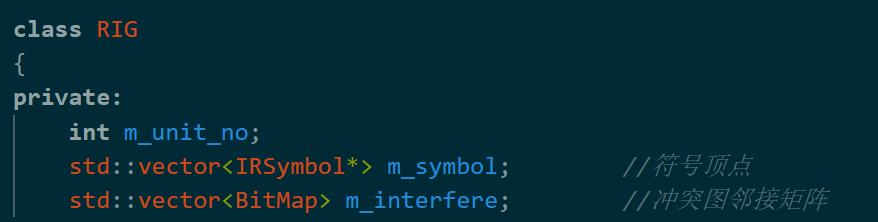 class RIG
{
private:
int m_unit_no;
std::vector<IRSymbol*> m_symbol; //符号顶点
std::vector<BitMap> m_interfere; //冲突图邻接矩阵